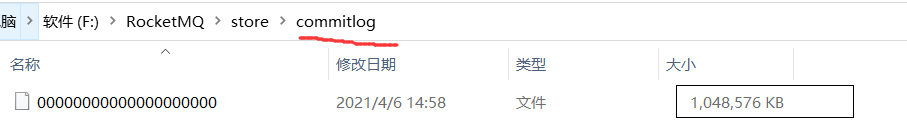 脑 > 软件 (F:) > RocketMQ > store > commitlog
名称 修改日期 类型 大小
00000000000000000000 2021/4/6 14:58 文件 1,048,576 KB